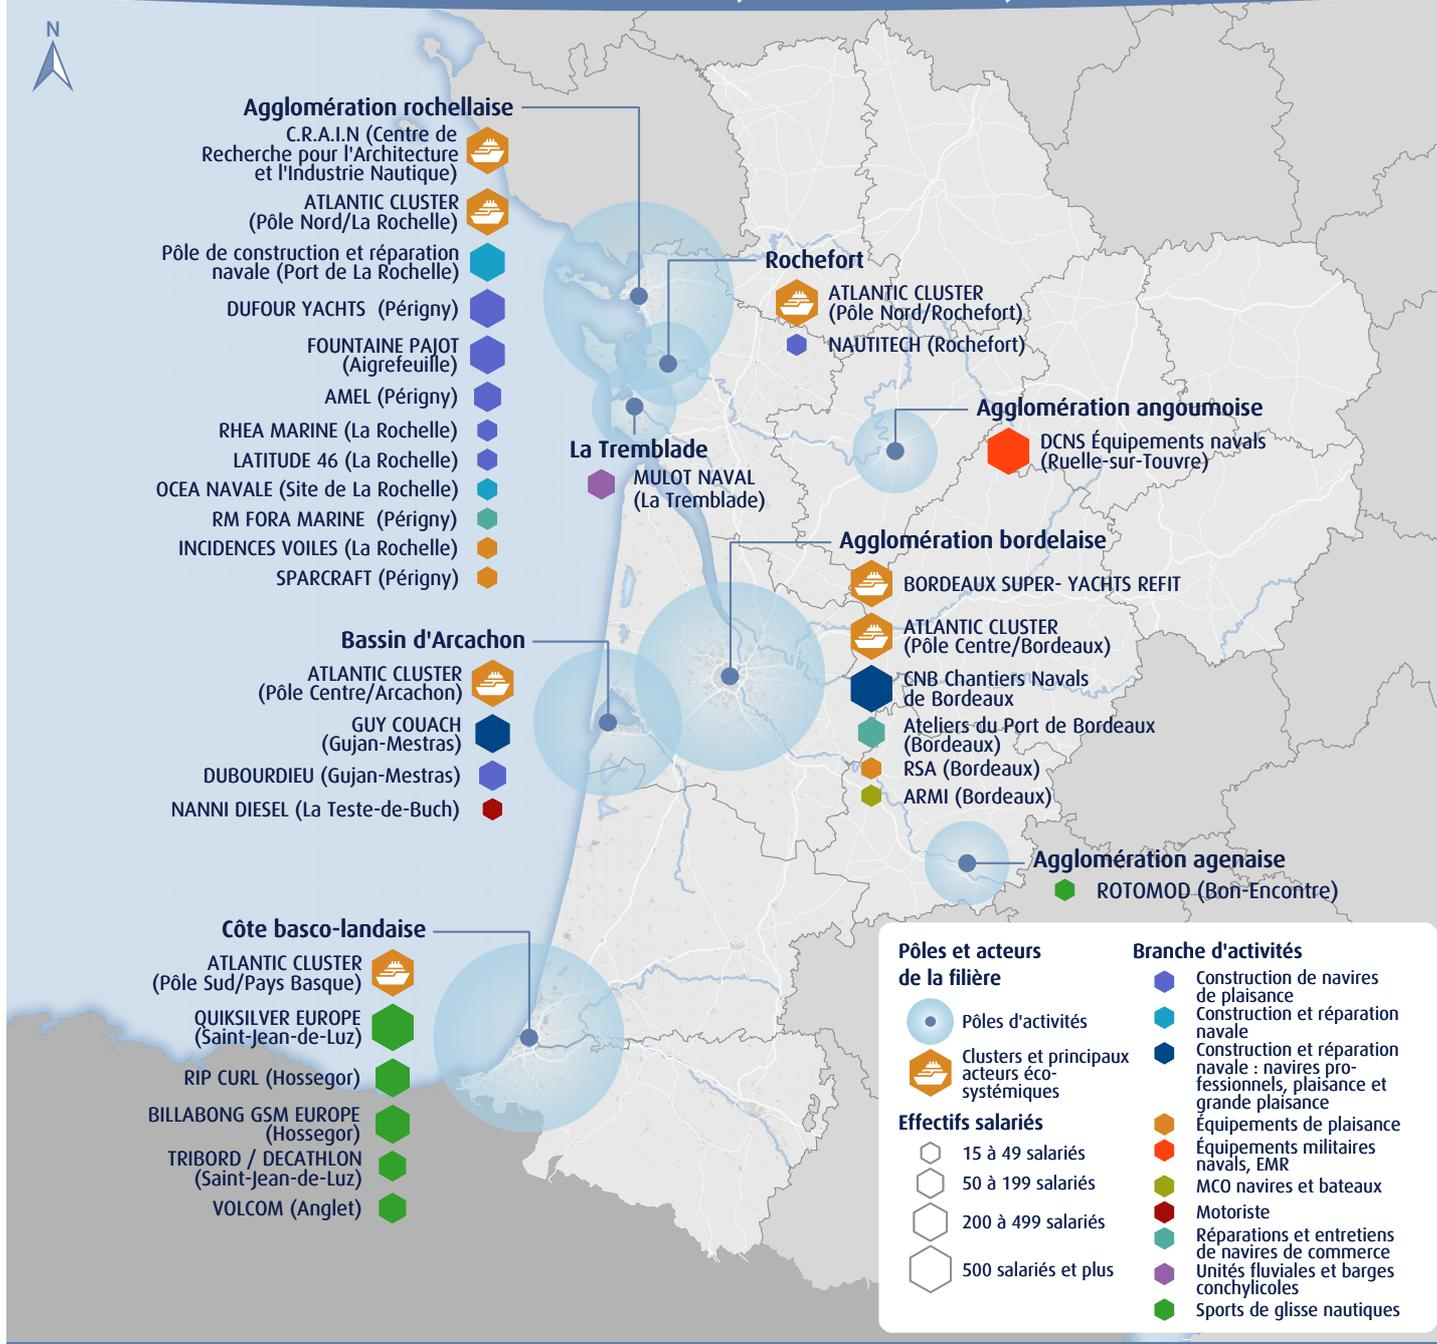 N
Agglomération rochellaise
C.R.A.I.N (Centre de
Recherche pour l'Architecture
et l'Industrie Nautique)
ATLANTIC CLUSTER
(Pôle Nord/La Rochelle)
Pôle de construction et réparation
navale (Port de La Rochelle)
DUFOUR YACHTS (Périgny)
FOUNTAINE PAJOT
(Aigrefeuille)
AMEL (Périgny)
RHEA MARINE (La Rochelle)
LATITUDE 46 (La Rochelle)
OCEA NAVALE (Site de La Rochelle)
RM FORA MARINE (Périgny)
INCIDENCES VOILES (La Rochelle)
SPARCRAFT (Périgny)
Rochefort
ATLANTIC CLUSTER
(Pôle Nord/Rochefort)
NAUTITECH (Rochefort)
Agglomération angoumoise
DCNS Équipements navals
(Ruelle-sur-Touvre)
La Tremblade
MULOT NAVAL
(La Tremblade)
Agglomération bordelaise
BORDEAUX SUPER- YACHTS REFIT
ATLANTIC CLUSTER
(Pôle Centre/Bordeaux)
CNB Chantiers Navals
de Bordeaux
Ateliers du Port de Bordeaux
(Bordeaux)
RSA (Bordeaux)
ARMI (Bordeaux)
Bassin d'Arcachon
ATLANTIC CLUSTER
(Pôle Centre/Arcachon)
GUY COUACH
(Gujan-Mestras)
DUBOURDIEU (Gujan-Mestras)
NANNI DIESEL (La Teste-de-Buch)
Agglomération agenaise
ROTOMOD (Bon-Encontre)
Côte basco-landaise
ATLANTIC CLUSTER
(Pôle Sud/Pays Basque)
QUIKSILVER EUROPE
(Saint-Jean-de-Luz)
RIP CURL (Hossegor)
BILLABONG GSM EUROPE
(Hossegor)
TRIBORD / DECATHLON
(Saint-Jean-de-Luz)
VOLCOM (Anglet)
Pôles et acteurs
de la filière
Pôles d'activités
Clusters et principaux
acteurs éco-
systémiques
Effectifs salariés
15 à 49 salariés
50 à 199 salariés
200 à 499 salariés
500 salariés et plus
Branche d'activités
Construction de navires
de plaisance
Construction et réparation
navale
Construction et réparation
navale : navires pro-
fessionnels, plaisance et
grande plaisance
Équipements de plaisance
Équipements militaires
navals, EMR
MCO navires et bateaux
Motoriste
Réparations et entretiens
de navires de commerce
Unités fluviales et barges
conchylicoles
Sports de glisse nautiques